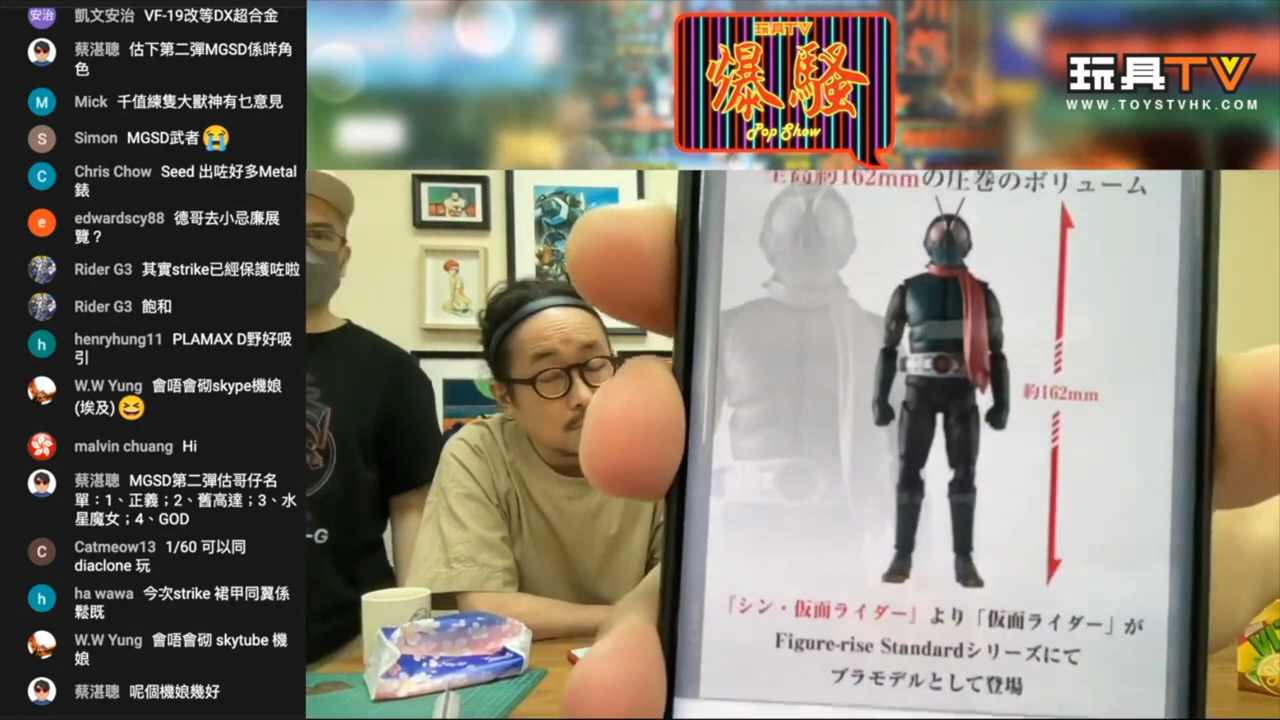 安治 凱文安治 VF-19改等DX超合金
蔡湛聰 估下第二彈MGSD係咩角
色
M Mick 千值練隻大獸神有乜意見
S Simon MGSD武者😭
C Chris Chow Seed 出咗好多Metal
錶
e edwardscy88 德哥去小忌廉展
覽？
Rider G3 其實strike已經保護咗啦
Rider G3 飽和
h henryhung11 PLAMAX D野好吸
引
W.W Yung 會唔會砌skype機娘
(埃及)😆
malvin chuang Hi
蔡湛聰 MGSD第二彈估哥仔名
單：1、正義；2、舊高達；3、水
星魔女；4、GOD
C Catmeow13 1/60 可以同
diaclone 玩
h ha wawa 今次strike 裙甲同翼係
鬆既
W.W Yung 會唔會砌 skytube 機
娘
蔡湛聰 呢個機娘幾好
玩具TV
爆騷
Pop Show
玩具TV
WWW.TOYSTVHK.COM
全高約162mmの圧巻のボリューム
約162mm
『シン・仮面ライダー』より「仮面ライダー」が
Figure-rise Standardシリーズにて
プラモデルとして登場
-G